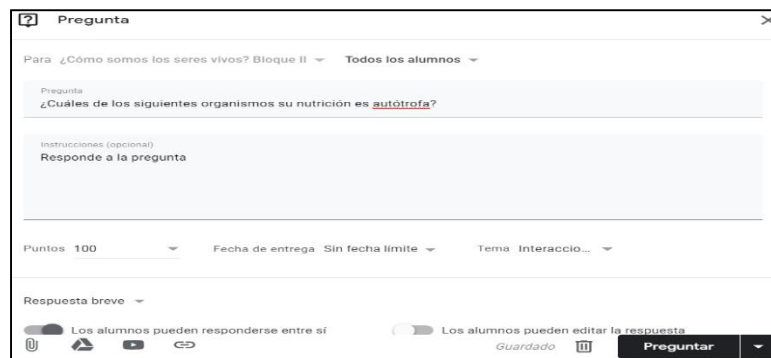 Pregunta
Para ¿Cómo somos los seres vivos? Bloque II Todos los alumnos
Pregunta
¿Cuáles de los siguientes organismos su nutrición es autótrofa?
Instrucciones (opcional)
Responde a la pregunta
Puntos 100 Fecha de entrega Sin fecha límite Tema Interaccio...
Respuesta breve
Los alumnos pueden responderse entre sí Los alumnos pueden editar la respuesta
Guardado Preguntar